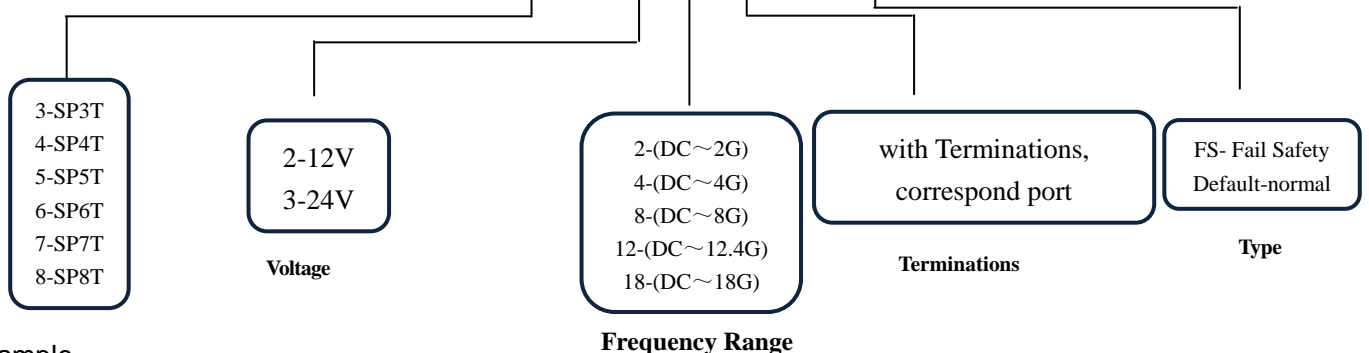 3-SP3T
4-SP4T
5-SP5T
6-SP6T
7-SP7T
8-SP8T
2-12V
3-24V
Voltage
2-(DC～2G)
4-(DC～4G)
8-(DC～8G)
12-(DC～12.4G)
18-(DC～18G)
Frequency Range
with Terminations,
correspond port
Terminations
FS- Fail Safety
Default-normal
Type